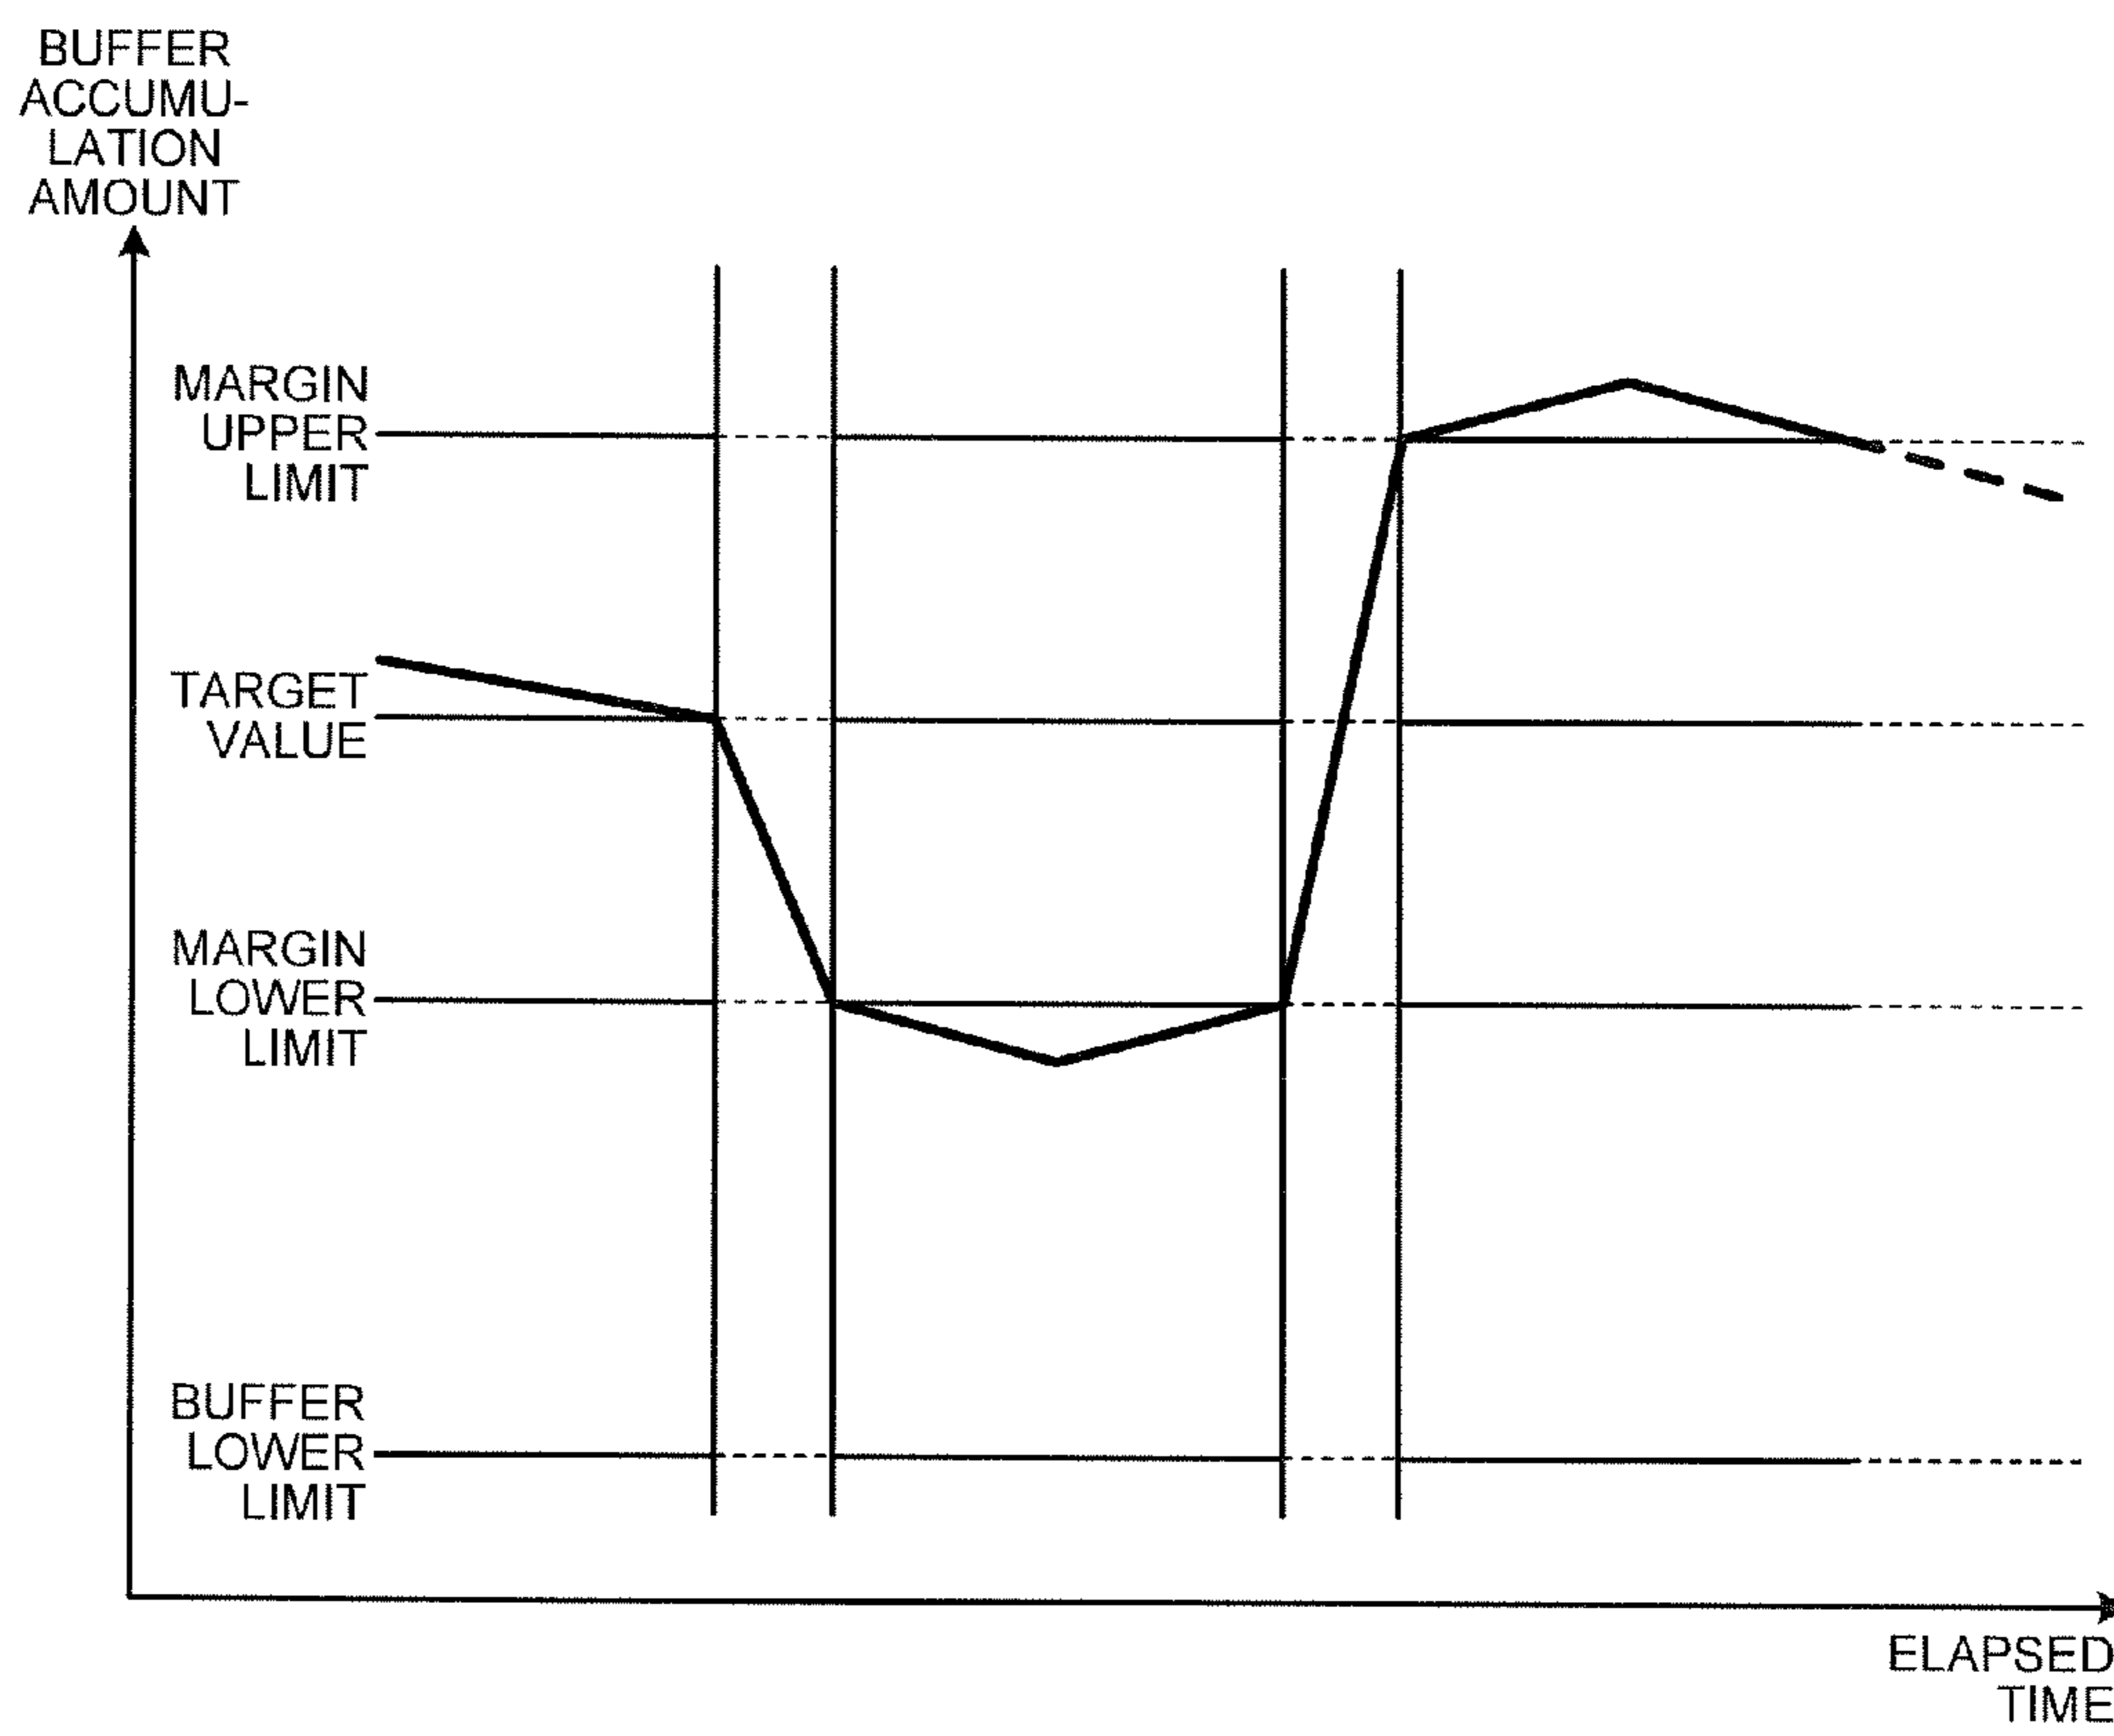 BUFFER
ACCUMU-
LATION
AMOUNT
MARGIN
UPPER
LIMIT
TARGET
VALUE
MARGIN
LOWER
LIMIT
BUFFER
LOWER
LIMIT
ELAPSED
TIME